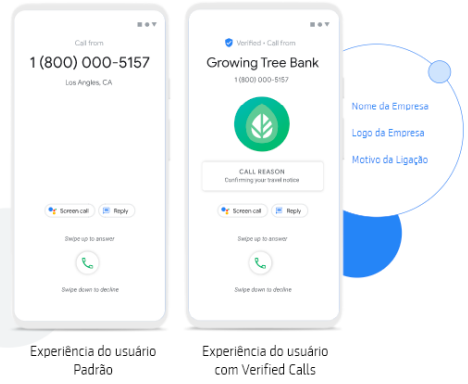 Call from
1 (800) 000-5157
Los Angles, CA
Screen call
Reply
Swipe up to answer
Swipe down to decline
Experiência do usuário
Padrão
Verified • Call from
Growing Tree Bank
1 (800) 000-5157
CALL REASON
Confirming your travel notice
Screen call
Reply
Swipe up to answer
Swipe down to decline
Experiência do usuário
com Verified Calls
Nome da Empresa
Logo da Empresa
Motivo da Ligação